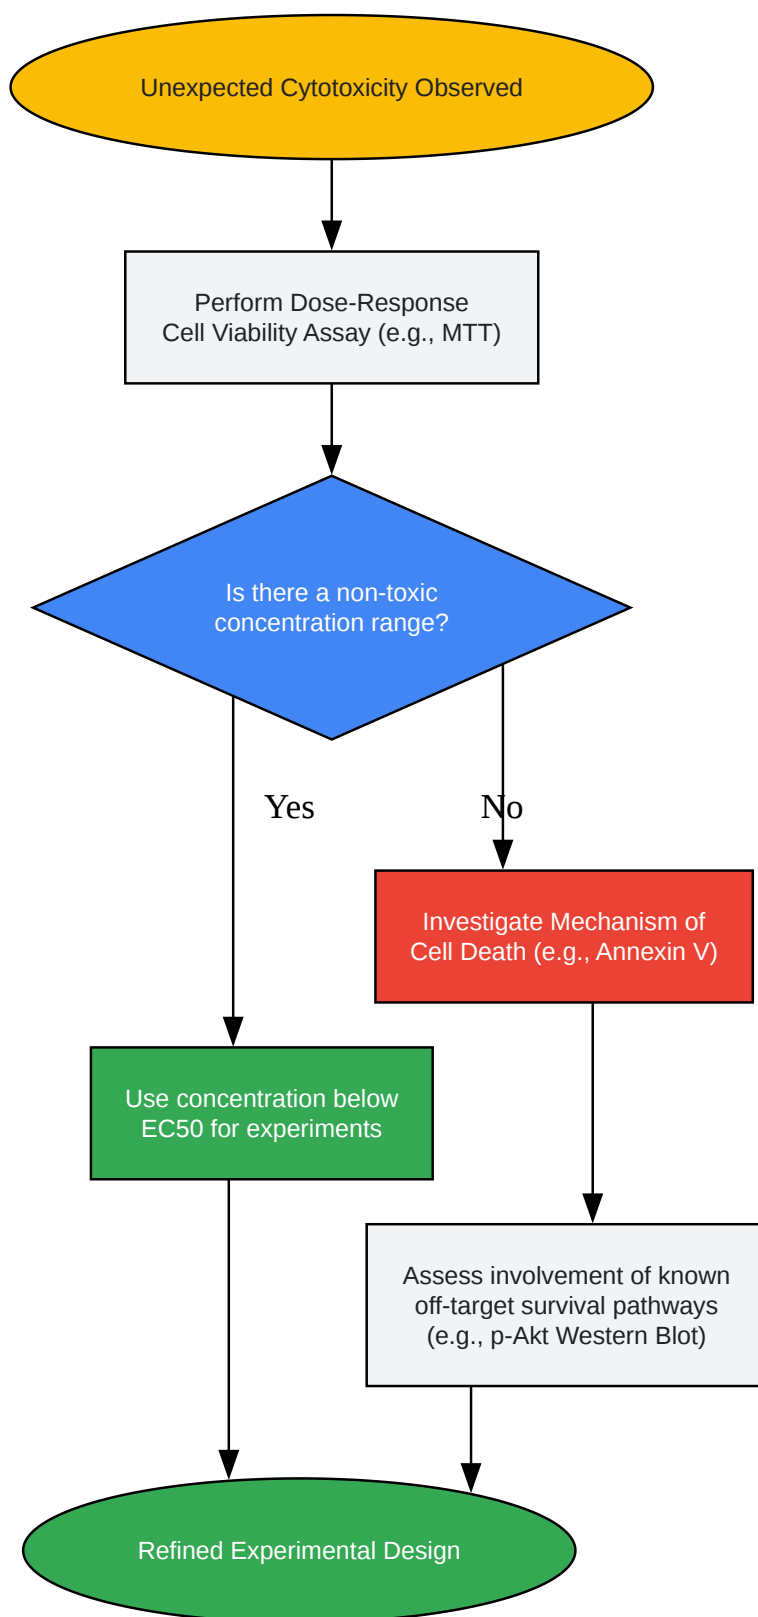 Unexpected Cytotoxicity Observed
Perform Dose-Response
Cell Viability Assay (e.g., MTT)
Is there a non-toxic
concentration range?
Yes
No
Investigate Mechanism of
Cell Death (e.g., Annexin V)
Use concentration below
EC50 for experiments
Assess involvement of known
off-target survival pathways
(e.g., p-Akt Western Blot)
Refined Experimental Design